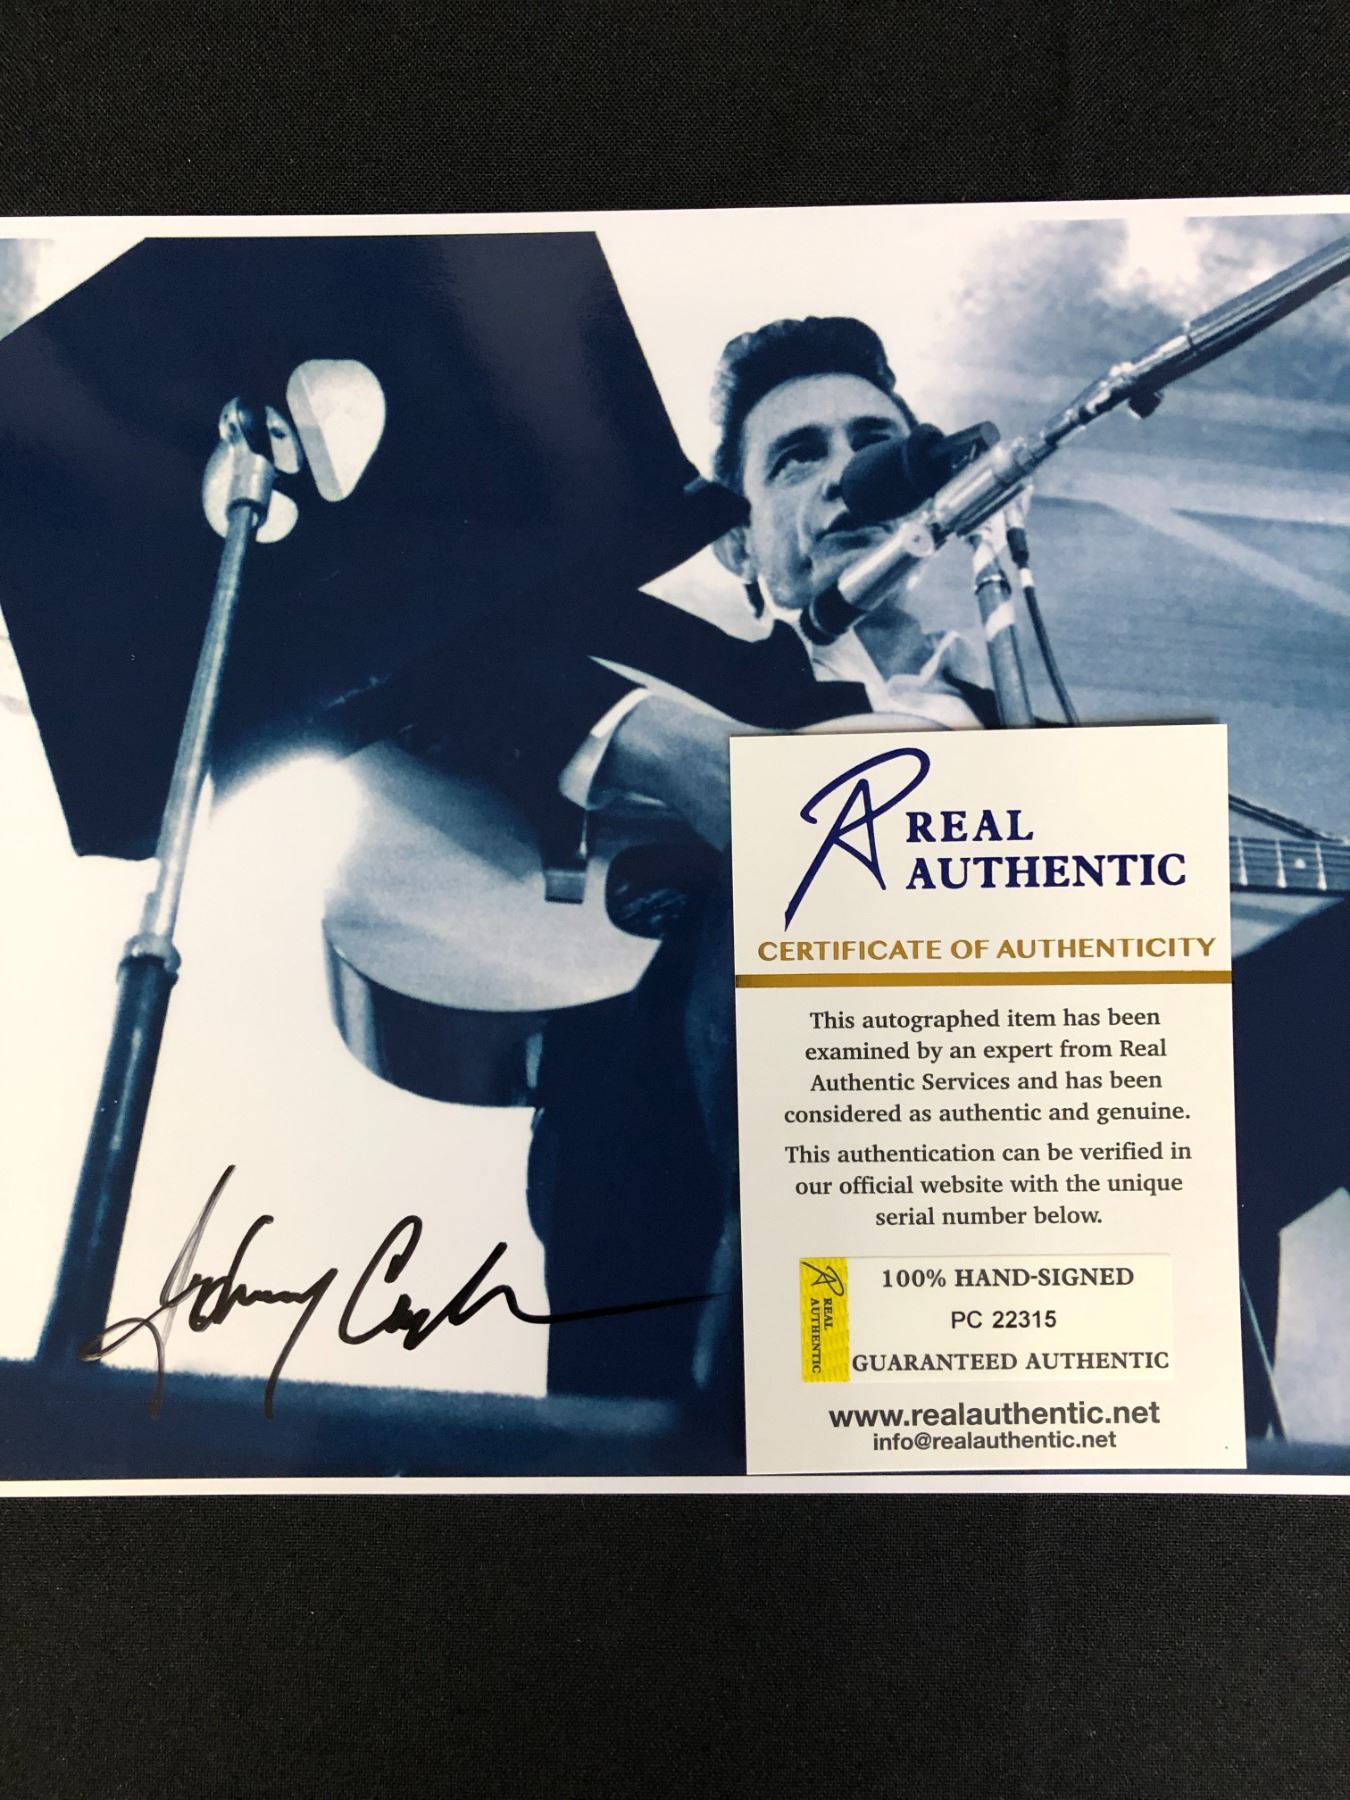 REAL
AUTHENTIC
CERTIFICATE OF AUTHENTICITY
This autographed item has been
examined by an expert from Real
Authentic Services and has been
considered as authentic and genuine.
This authentication can be verified in
our official website with the unique
serial number below.
REAL AUTHENTIC
100% HAND-SIGNED
PC 22315
GUARANTEED AUTHENTIC
www.realauthentic.net
info@realauthentic.net
Johnny Cash